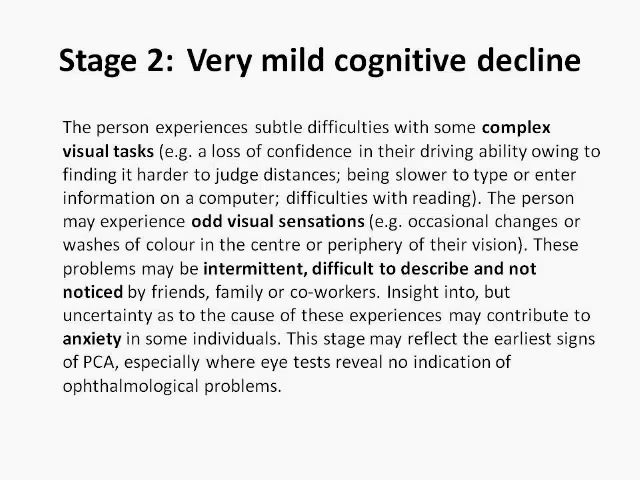 Stage 2: Very mild cognitive decline
The person experiences subtle difficulties with some complex
visual tasks (e.g. a loss of confidence in their driving ability owing to
finding it harder to judge distances; being slower to type or enter
information on a computer; difficulties with reading). The person
may experience odd visual sensations (e.g. occasional changes or
washes of colour in the centre or periphery of their vision). These
problems may be intermittent, difficult to describe and not
noticed by friends, family or co-workers. Insight into, but
uncertainty as to the cause of these experiences may contribute to
anxiety in some individuals. This stage may reflect the earliest signs
of PCA, especially where eye tests reveal no indication of
ophthalmological problems.